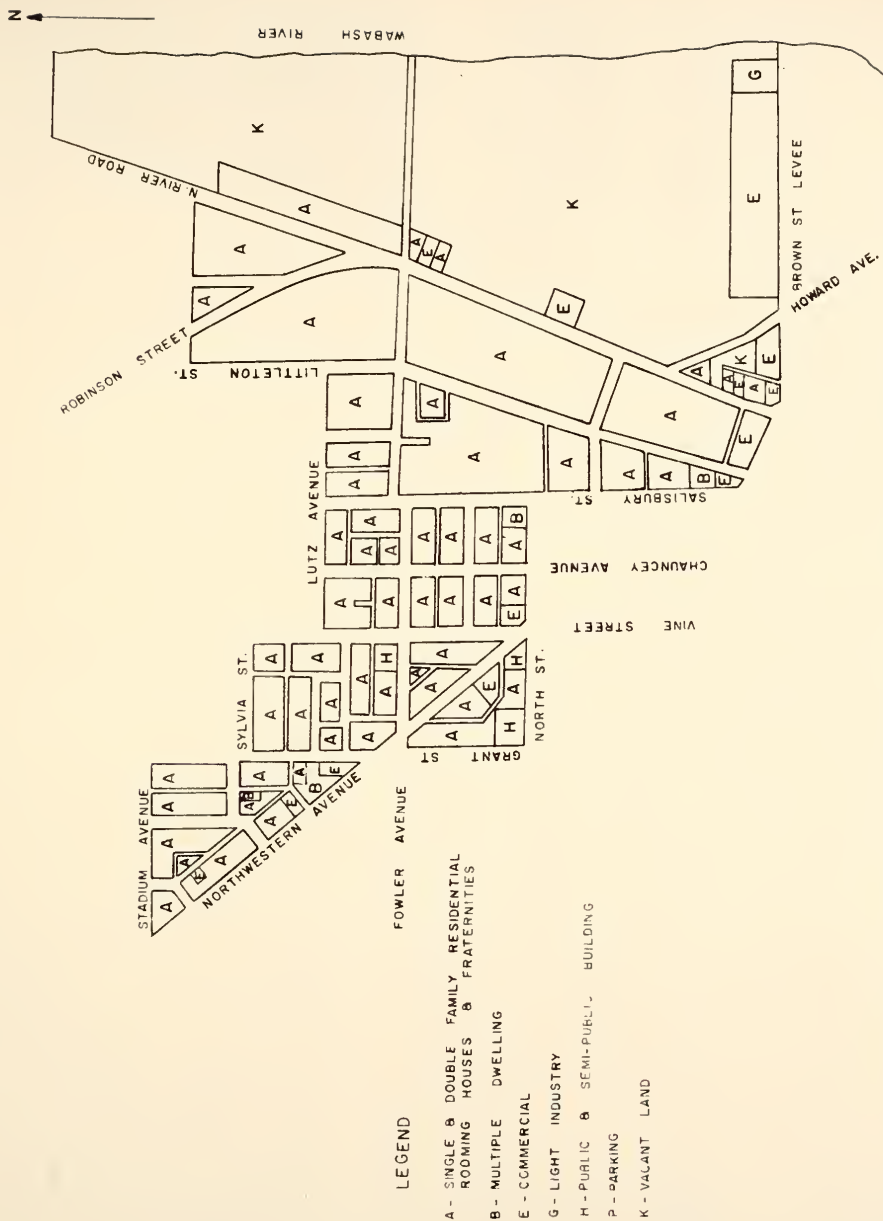 N
WABASH RIVER
N. RIVER ROAD
ROBINSON STREET
LITTLETON ST.
LUTZ AVENUE
SYLVIA ST.
STADIUM AVENUE
NORTHWESTERN AVENUE
FOWLER AVENUE
GRANT ST
NORTH ST.
VINE STREET
CHAUNCEY AVENUE
SALISBURY ST.
HOWARD AVE.
BROWN ST LEVEE
K
A
A
A
A
A
E
A
K
G
E
E
A
A
A
K
E
A
E
A
E
E
A
A
A
A
A
A
A
A
B
E
A
A
A
A
A
A
A
A
B
A
A
A
A
A
A
E
A
A
A
A
A
A
A
A
A
H
A
A
A
A
A
E
A
H
A
H
A
A
A
A
A
A
A
E
A
B
A
E
A
B
E
LEGEND
A - SINGLE & DOUBLE FAMILY RESIDENTIAL
ROOMING HOUSES & FRATERNITIES
B - MULTIPLE DWELLING
E - COMMERCIAL
G - LIGHT INDUSTRY
H - PUBLIC & SEMI-PUBLIC BUILDING
P - PARKING
K - VACANT LAND